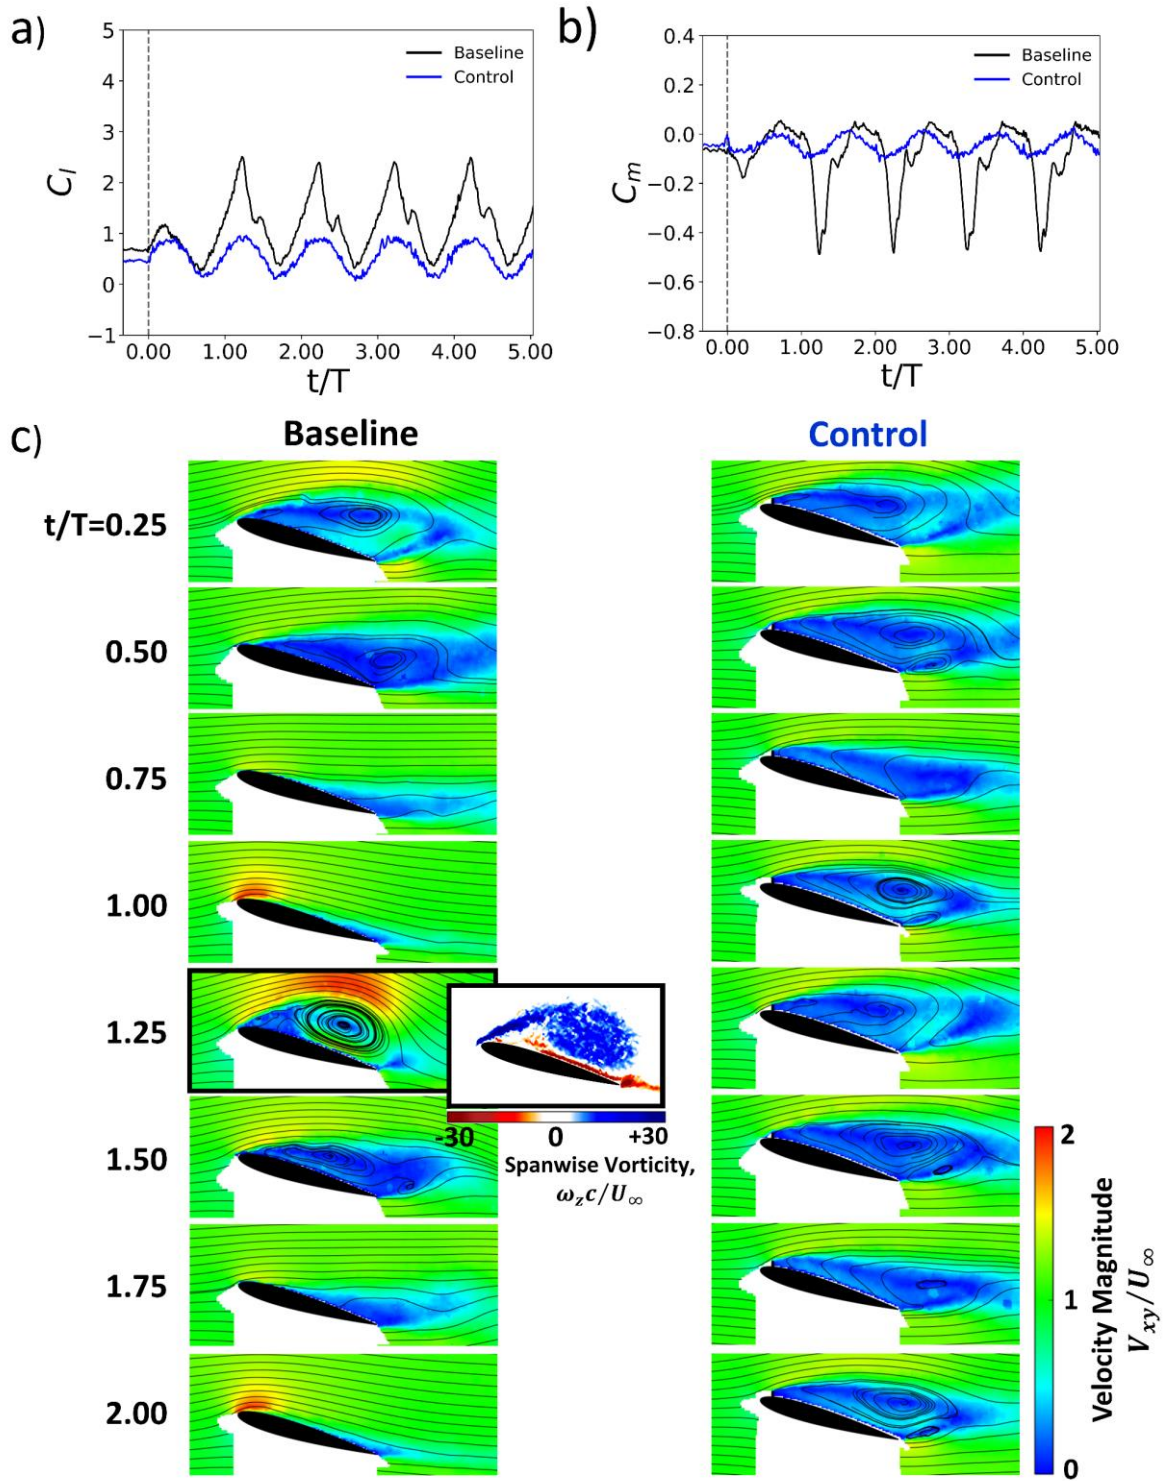 a)
5
4
3
2
1
0
−1
C_l
Baseline
Control
0.00 1.00 2.00 3.00 4.00 5.00
t/T
b)
0.4
0.2
0.0
−0.2
−0.4
−0.6
−0.8
C_m
Baseline
Control
0.00 1.00 2.00 3.00 4.00 5.00
t/T
c)
Baseline
Control
t/T=0.25
0.50
0.75
1.00
1.25
1.50
1.75
2.00
-30 0 +30
Spanwise Vorticity,
ω_z c/U_∞
2
1
0
Velocity Magnitude
V_xy/U_∞